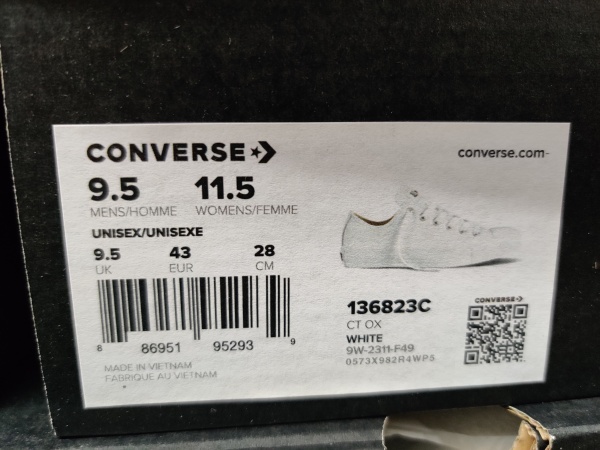 CONVERSE
converse.com
9.5 11.5
MENS/HOMME WOMENS/FEMME
UNISEX/UNISEXE
9.5 43 28
UK EUR CM
136823C
CT OX
WHITE
9W-2311-F49
0573X982R4WPS
CONVERSE
8 86951 95293 9
MADE IN VIETNAM
FABRIQUE AU VIETNAM